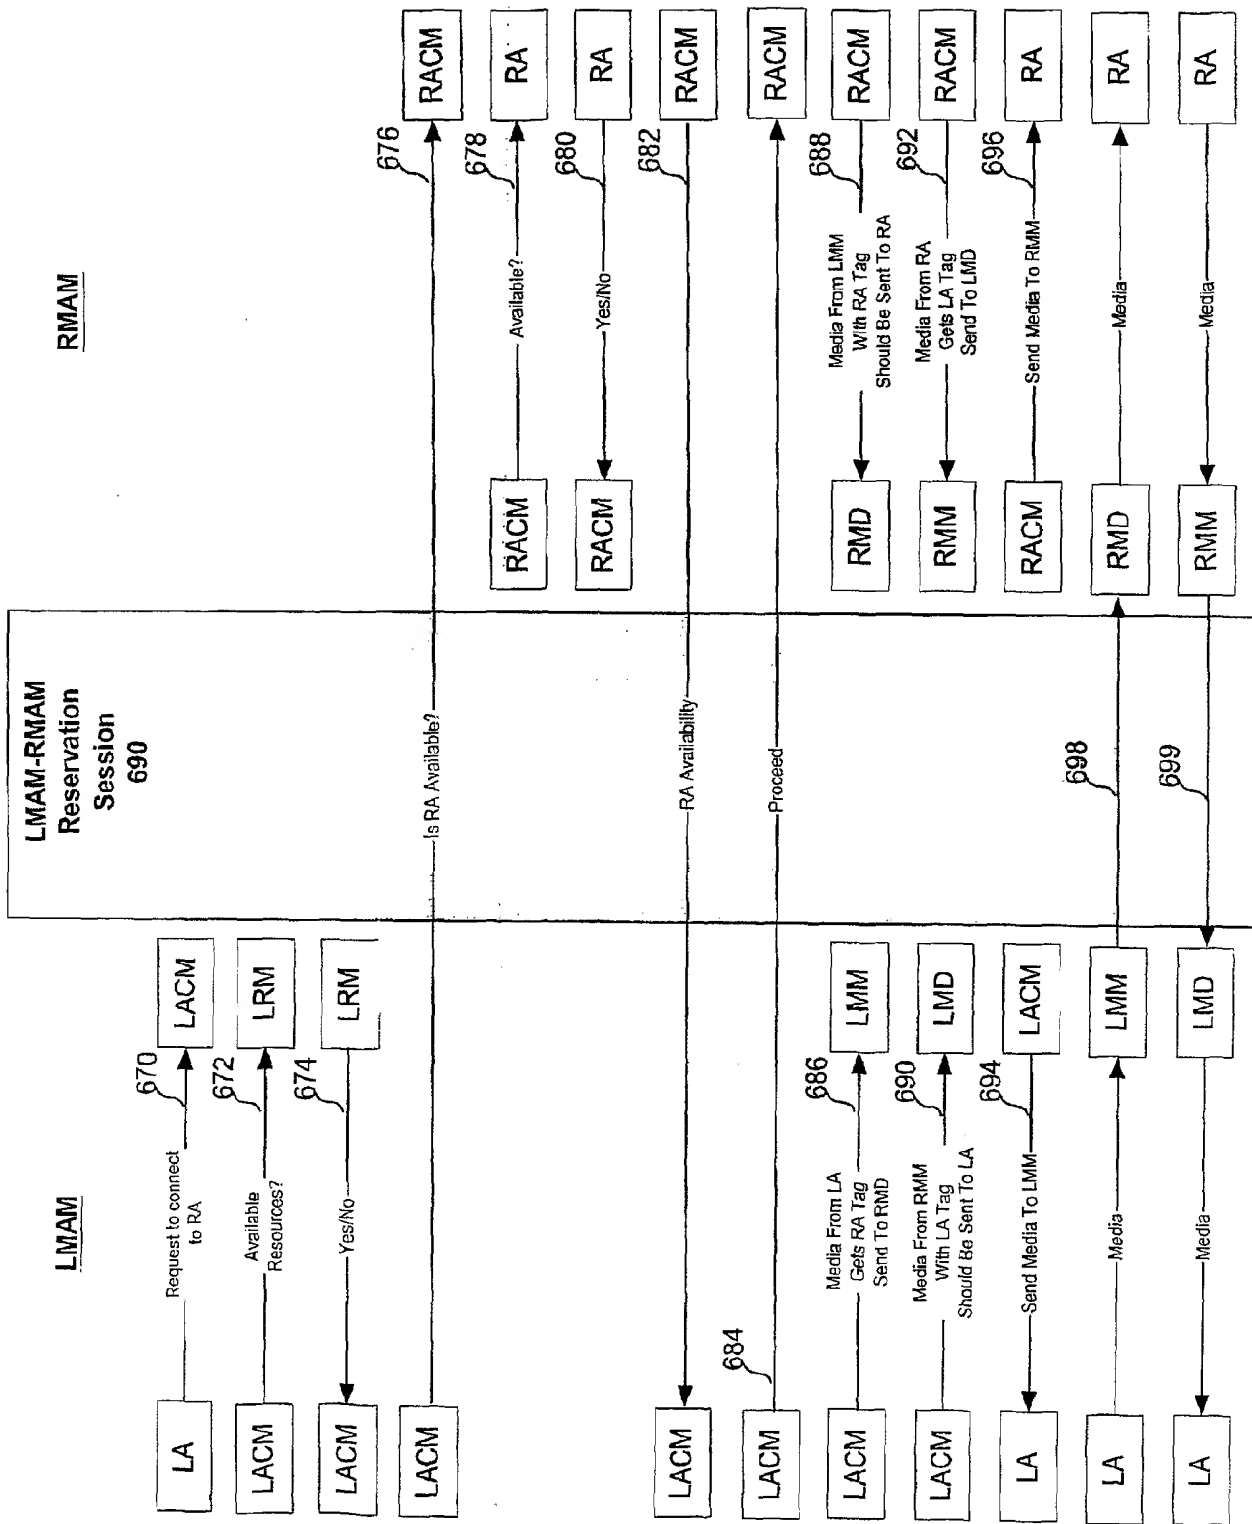 LMAM
LMAM-RMAM
Reservation
Session
690
RMAM
LA
Request to connect
to RA
670
LACM
LACM
Available
Resources?
672
LRM
LACM
Yes/No
674
LRM
LACM
Is RA Available?
676
RACM
RACM
Available?
678
RA
RACM
Yes/No
680
RA
LACM
RA Availability
682
RACM
LACM
684
Proceed
RACM
LACM
Media From LA
Gets RA Tag
Send To RMD
686
LMM
RMD
Media From LMM
With RA Tag
Should Be Sent To RA
688
RACM
LACM
Media From RMM
With LA Tag
Should Be Sent To LA
690
LMD
RMM
Media From RA
Gets LA Tag
Send To LMD
692
RACM
LA
Send Media To LMM
694
LACM
RACM
Send Media To RMM
696
RA
LA
Media
LMM
698
RMD
Media
RA
LA
Media
LMD
699
RMM
Media
RA